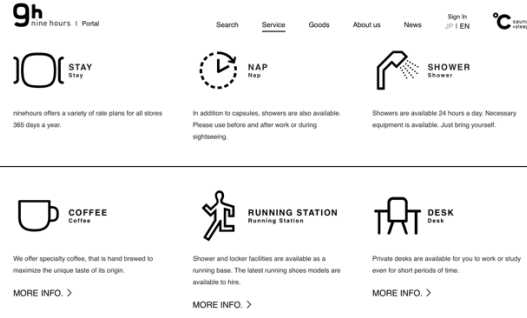 9h
nine hours | Portal
Search
Service
Goods
About us
News
Sign In
JP | EN
℃ sauna
+sleep
STAY
Stay
ninehours offers a variety of rate plans for all stores
365 days a year.
NAP
Nap
In addition to capsules, showers are also available.
Please use before and after work or during
sightseeing.
SHOWER
Shower
Showers are available 24 hours a day. Necessary
equipment is available. Just bring yourself.
COFFEE
Coffee
We offer specialty coffee, that is hand brewed to
maximize the unique taste of its origin.
MORE INFO. >
RUNNING STATION
Running Station
Shower and locker facilities are available as a
running base. The latest running shoes models are
available to hire.
MORE INFO. >
DESK
Desk
Private desks are available for you to work or study
even for short periods of time.
MORE INFO. >